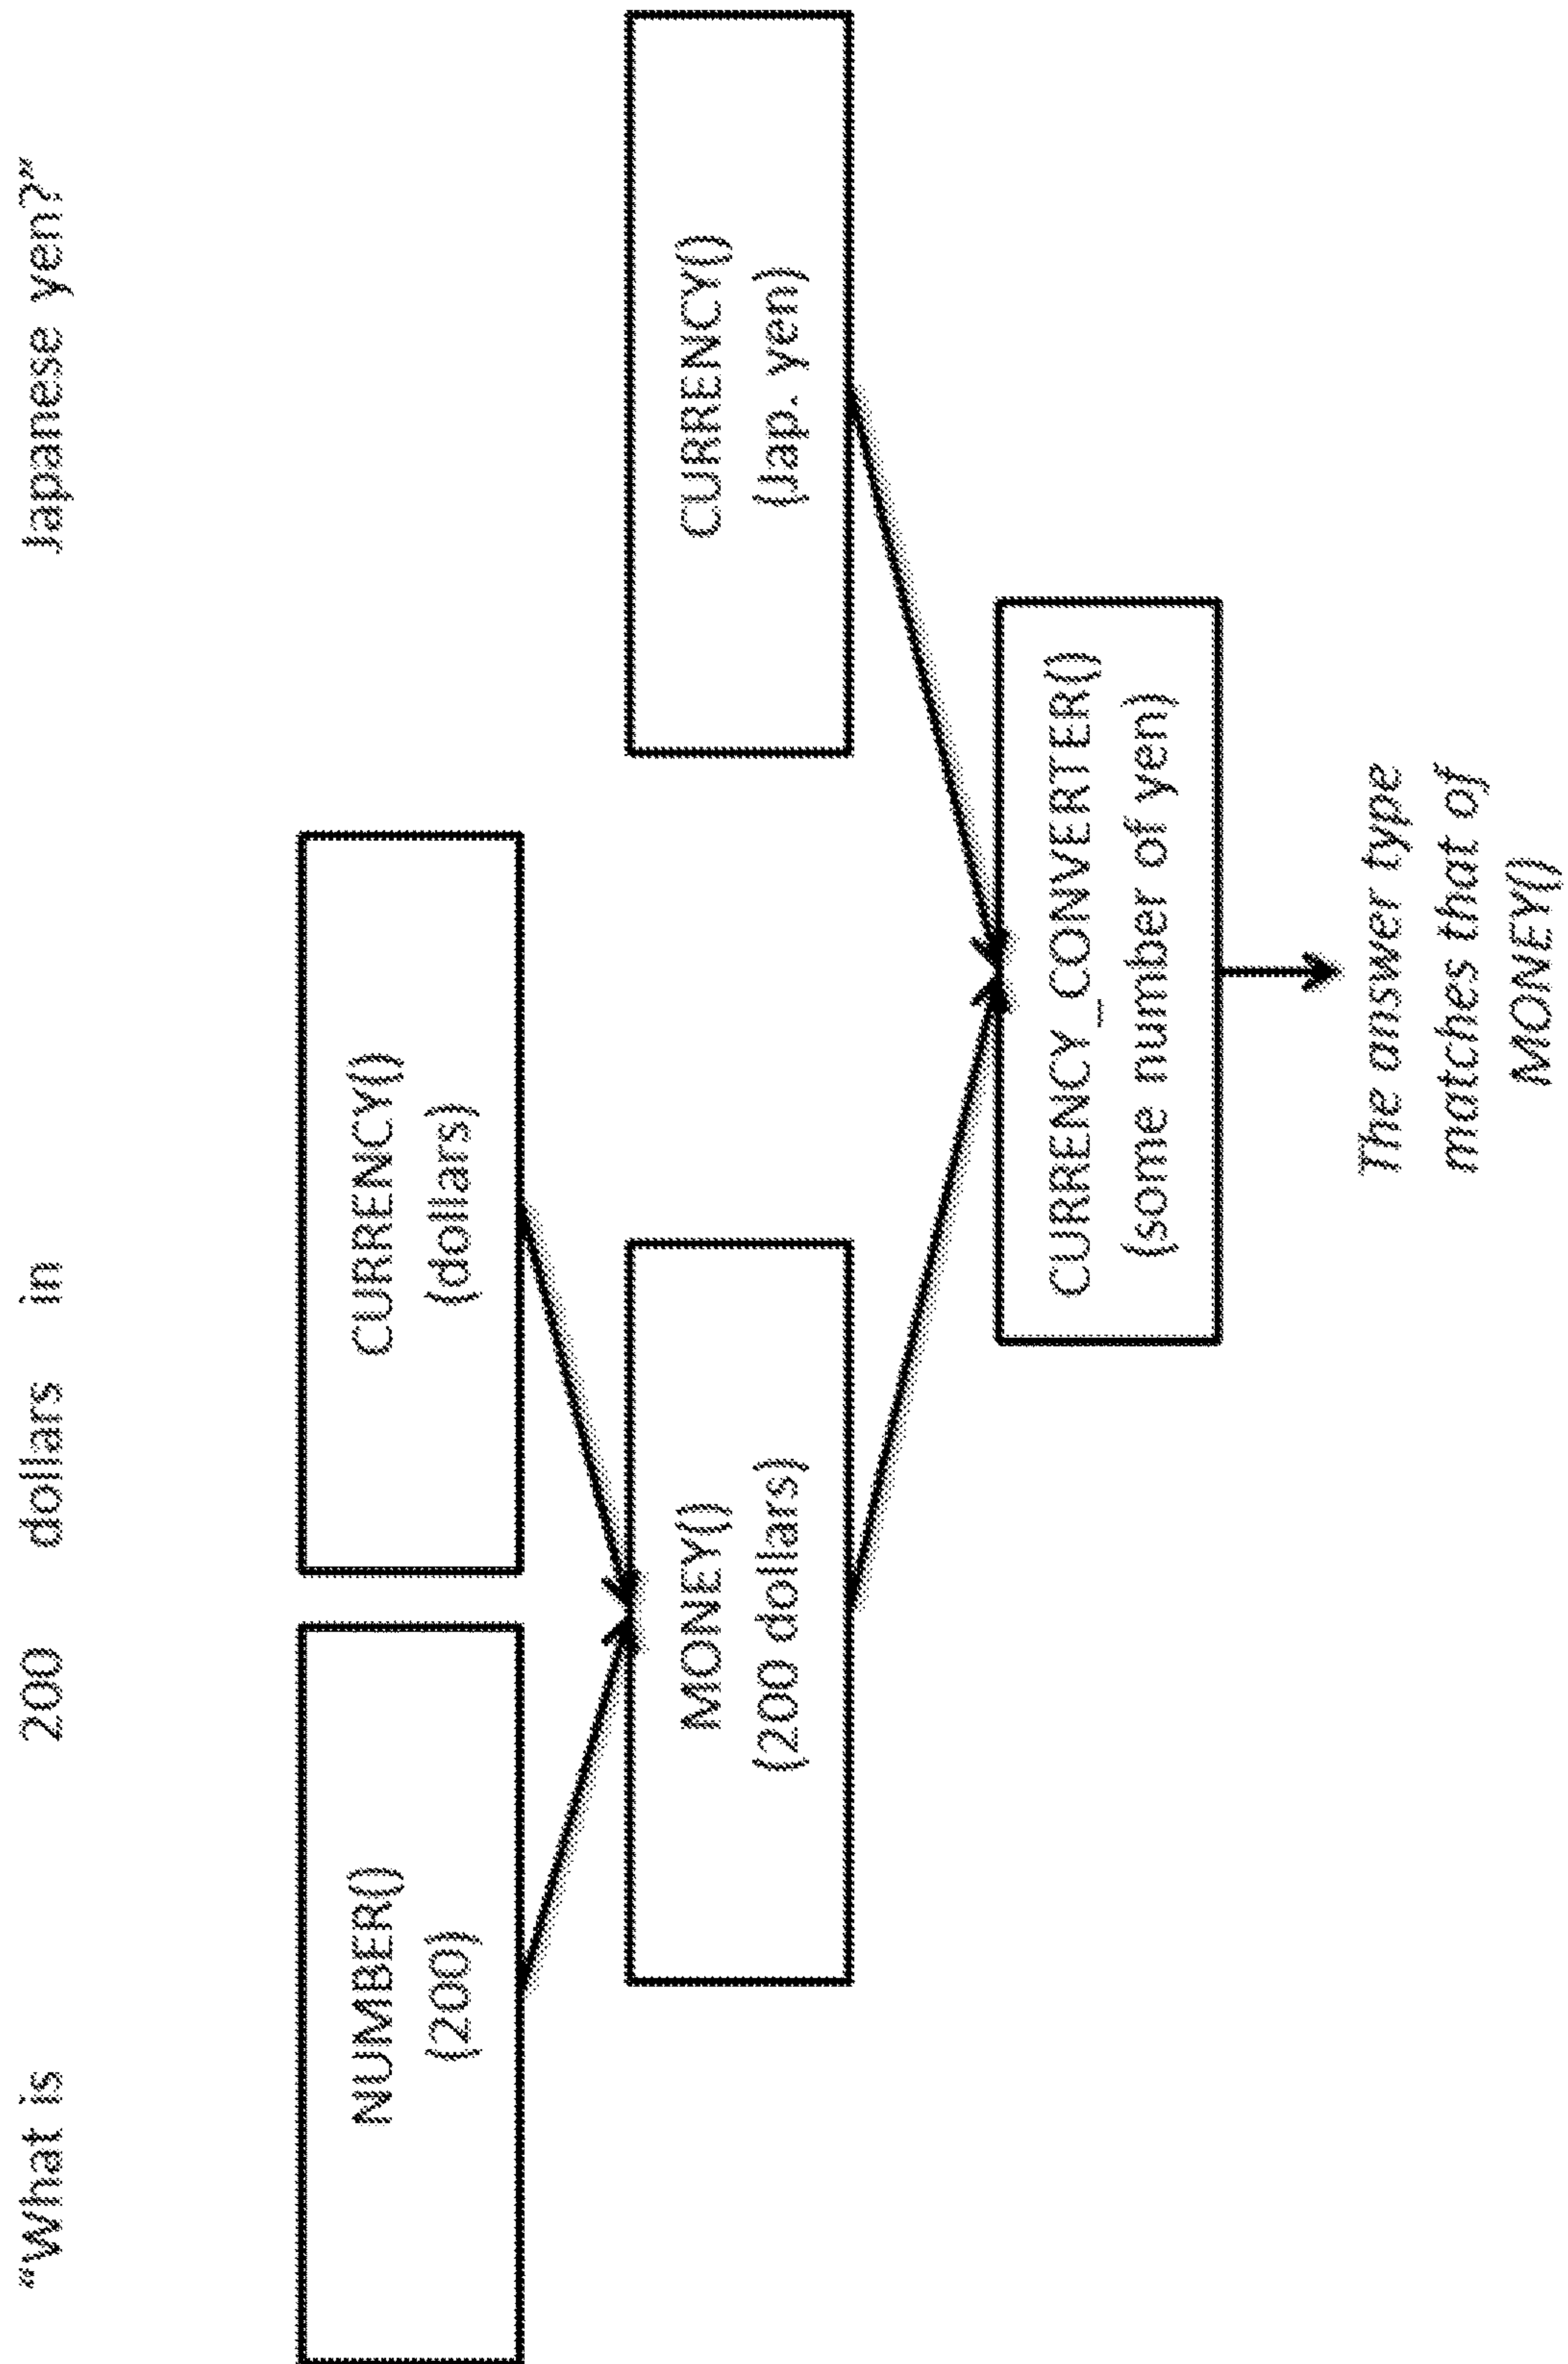 “What is 200 dollars in Japanese yen?”
NUMBER()
(200)
CURRENCY()
(dollars)
MONEY()
(200 dollars)
CURRENCY()
(Jap. yen)
CURRENCY_CONVERTER()
(some number of yen)
The answer type
matches that of
MONEY()